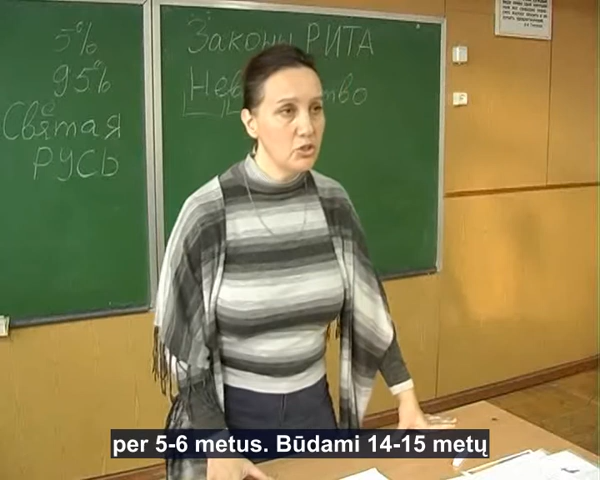 5%
95%
Святая
РУСЬ
Законы РИТА
per 5-6 metus. Būdami 14-15 metų